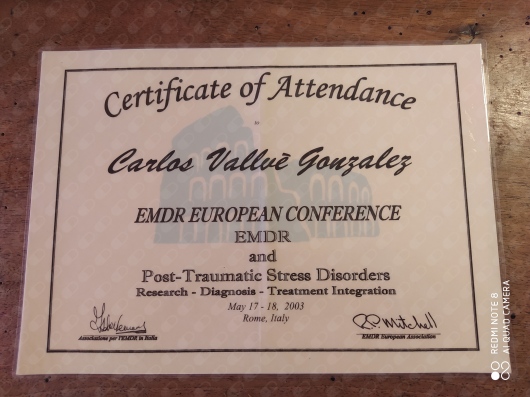 Certificate of Attendance
to
Carlos Vallvè Gonzalez
EMDR EUROPEAN CONFERENCE
EMDR
and
Post-Traumatic Stress Disorders
Research - Diagnosis - Treatment Integration
May 17 - 18, 2003
Rome, Italy
Associazione per l'EMDR in Italia
RPMitchell
EMDR European Association
REDMI NOTE 8
AI QUAD CAMERA